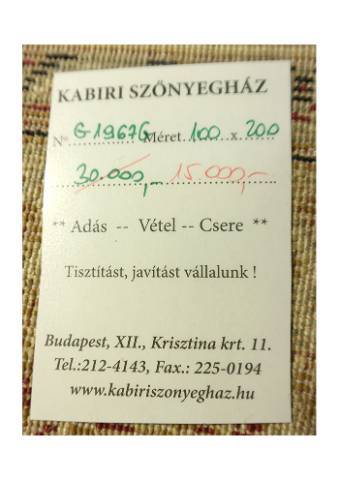 KABIRI SZŐNYEGHÁZ
Nº G19676 Méret 100 x 200
30.000,- 15.000,-
** Adás -- Vétel -- Csere **
Tisztítást, javítást vállalunk !
Budapest, XII., Krisztina krt. 11.
Tel.:212-4143, Fax.: 225-0194
www.kabiriszonyeghaz.hu